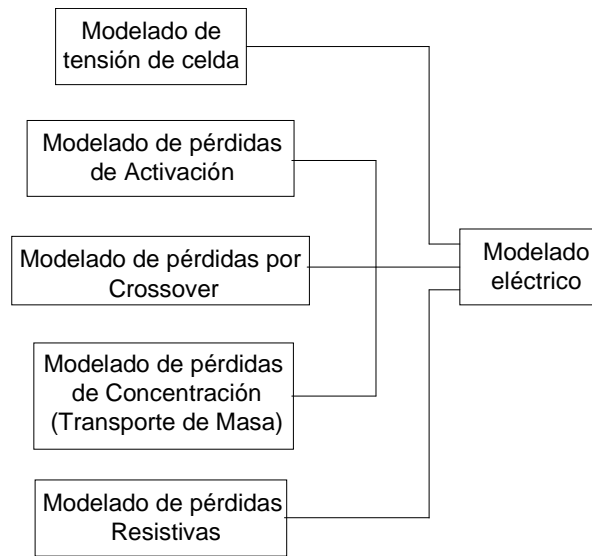 Modelado de
tensión de celda
Modelado de pérdidas
de Activación
Modelado de pérdidas por
Crossover
Modelado de pérdidas
de Concentración
(Transporte de Masa)
Modelado de pérdidas
Resistivas
Modelado
eléctrico